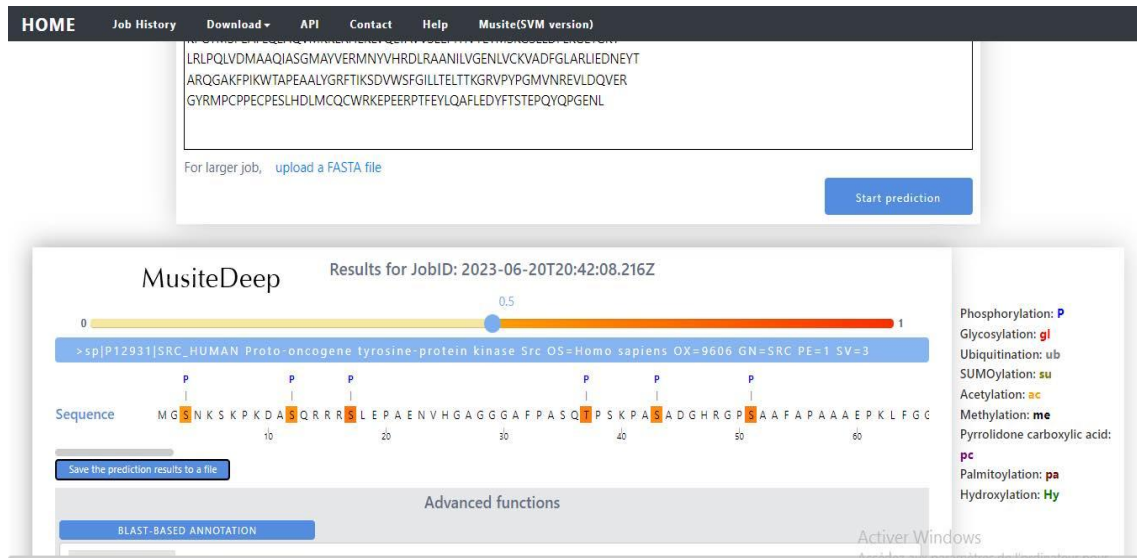 HOME Job History Download API Contact Help Musite(SVM version)
LRLPQLVDMAAQIASGMAYVERMNYVHRDLRAANILVGENLVCKVADFGLARLIEDNEYT
ARQGAKFPIKWTAPEAALYGRFTIKSDVWSFGILLTELTTKGRVPYPGMVNREVLDQVER
GYRMPCPPECPESLHDLMCQCWRKEPEERPTFEYLQAFLEDYFTSTEPQYQPGENL
For larger job, upload a FASTA file
Start prediction
MusiteDeep Results for JobID: 2023-06-20T20:42:08.216Z
0.5
0 1
>sp|P12931|SRC_HUMAN Proto-oncogene tyrosine-protein kinase Src OS=Homo sapiens OX=9606 GN=SRC PE=1 SV=3
P P P P P P
Sequence M G S N K S K P K D A S Q R R R S L E P A E N V H G A G G G A F P A S Q T P S K P A S A D G H R G P S A A F A P A A A E P K L F G G
10 20 30 40 50 60
Save the prediction results to a file
Advanced functions
BLAST-BASED ANNOTATION
Phosphorylation: P
Glycosylation: gl
Ubiquitination: ub
SUMOylation: su
Acetylation: ac
Methylation: me
Pyrrolidone carboxylic acid:
pc
Palmitoylation: pa
Hydroxylation: Hy
Activer Windows